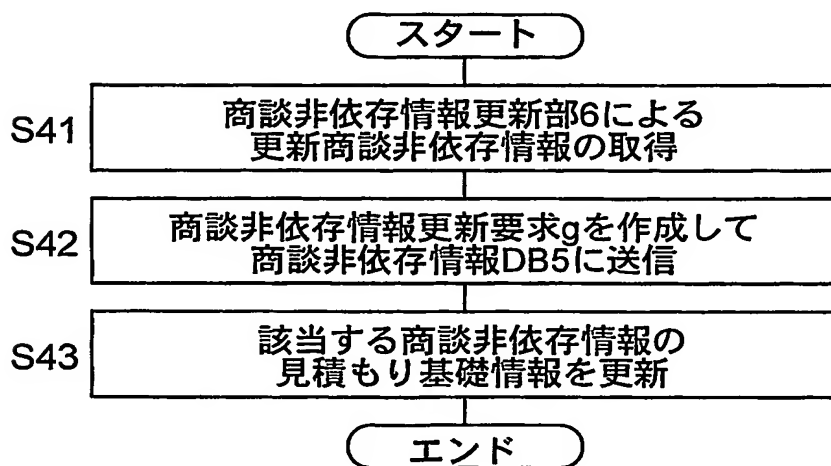 スタート
S41
商談非依存情報更新部6による
更新商談非依存情報の取得
S42
商談非依存情報更新要求gを作成して
商談非依存情報DB5に送信
S43
該当する商談非依存情報の
見積もり基礎情報を更新
エンド